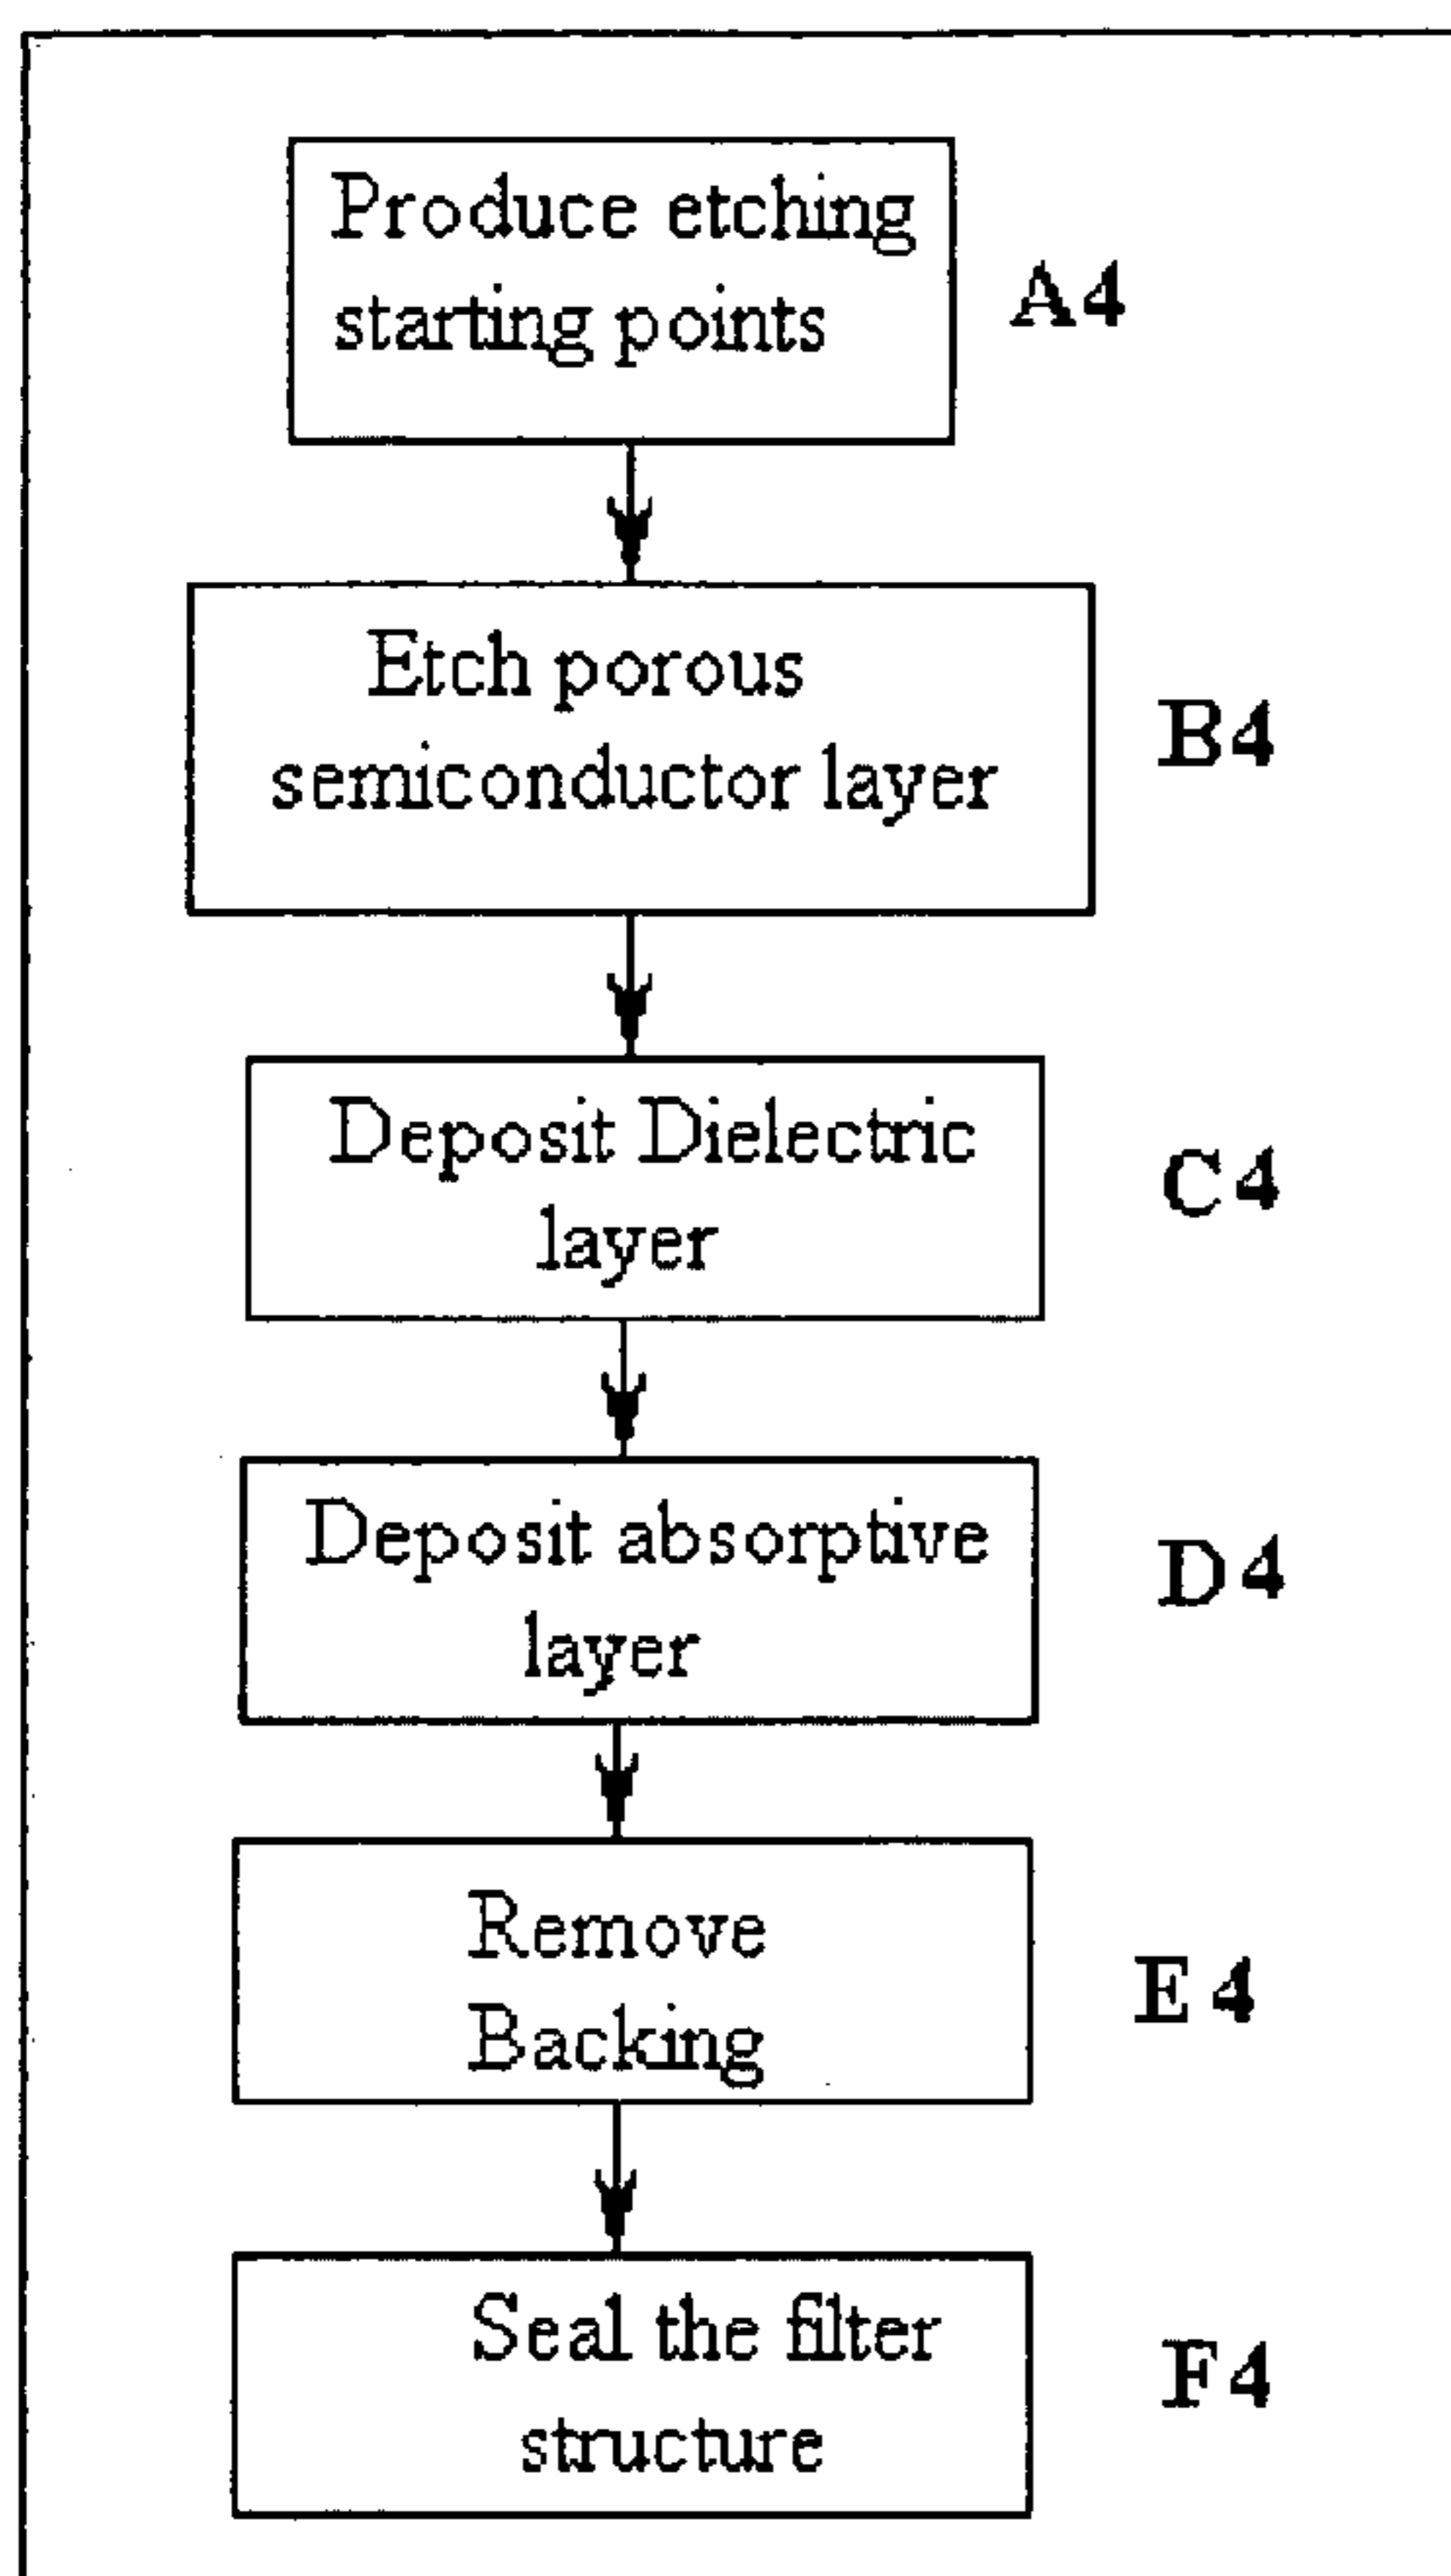 Produce etching
starting points
A4
Etch porous
semiconductor layer
B4
Deposit Dielectric
layer
C4
Deposit absorptive
layer
D4
Remove
Backing
E4
Seal the filter
structure
F4